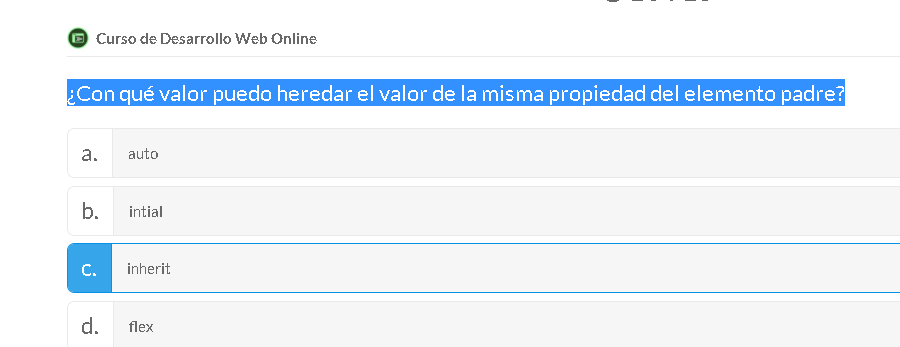 Curso de Desarrollo Web Online
¿Con qué valor puedo heredar el valor de la misma propiedad del elemento padre?
a. auto
b. intial
c. inherit
d. flex